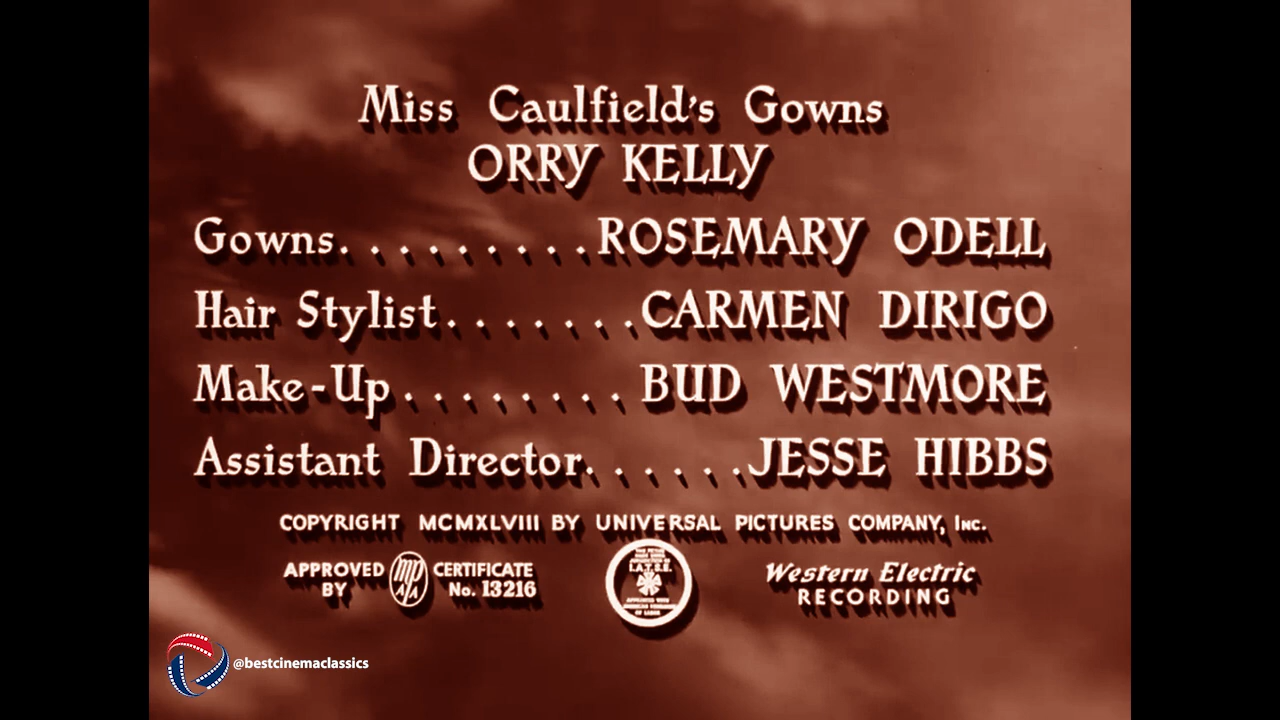 Miss Caulfield's Gowns
ORRY KELLY
Gowns.........ROSEMARY ODELL
Hair Stylist.......CARMEN DIRIGO
Make-Up........BUD WESTMORE
Assistant Director......JESSE HIBBS
COPYRIGHT MCMXLVIII BY UNIVERSAL PICTURES COMPANY, INC.
APPROVED BY MPAA CERTIFICATE No. 13216
I.A.T.S.E.
Western Electric
RECORDING
@bestcinemaclassics